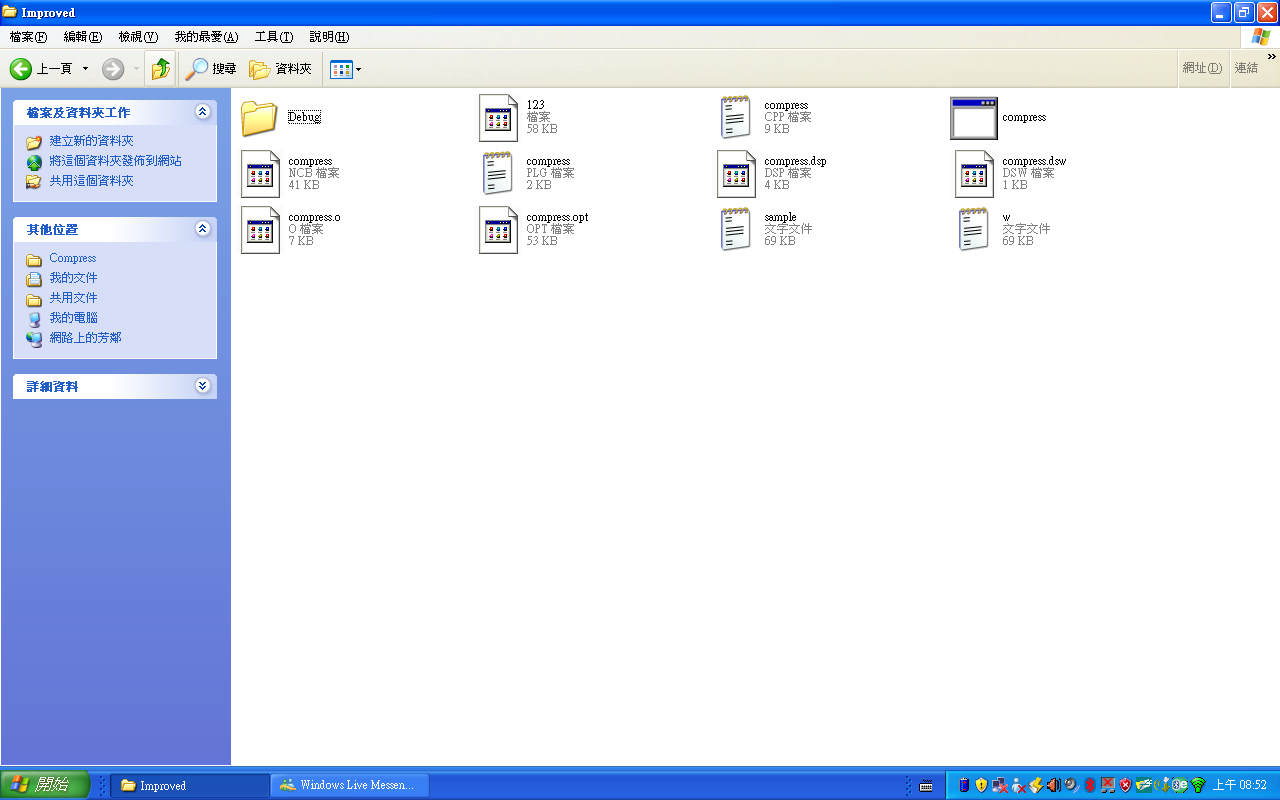 Improved
檔案(F) 編輯(E) 檢視(V) 我的最愛(A) 工具(T) 說明(H)
上一頁 搜尋 資料夾 網址(D) 連結
檔案及資料夾工作
建立新的資料夾
將這個資料夾發佈到網站
共用這個資料夾
其他位置
Compress
我的文件
共用文件
我的電腦
網路上的芳鄰
詳細資料
Debug
123
檔案
58 KB
compress
CPP 檔案
9 KB
compress
compress
NCB 檔案
41 KB
compress
PLG 檔案
2 KB
compress.dsp
DSP 檔案
4 KB
compress.dsw
DSW 檔案
1 KB
compress.o
O 檔案
7 KB
compress.opt
OPT 檔案
53 KB
sample
文字文件
69 KB
w
文字文件
69 KB
開始 Improved Windows Live Messen... 上午 08:52